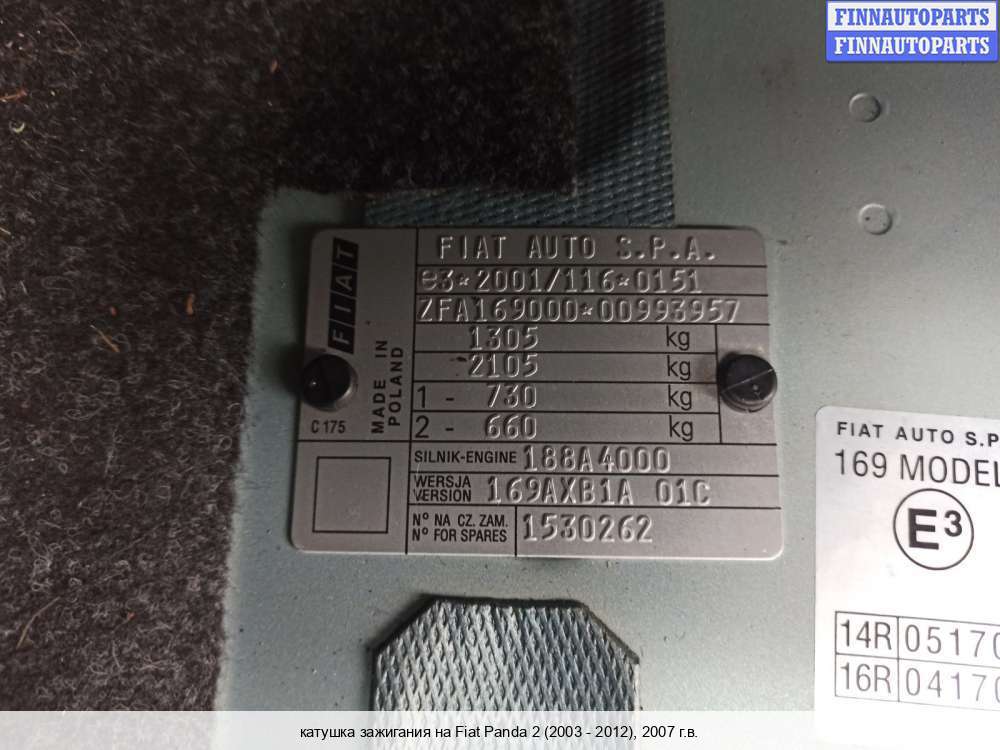 FINNAUTOPARTS
FINNAUTOPARTS
FIAT
MADE IN
POLAND
C 175
FIAT AUTO S.P.A.
e3*2001/116*0151
ZFA169000*00993957
1305 kg
2105 kg
1 - 730 kg
2 - 660 kg
SILNIK-ENGINE 188A4000
WERSJA
VERSION 169AXB1A 01C
N° NA CZ. ZAM.
N° FOR SPARES 1530262
FIAT AUTO S.P
169 MODEL
E3
14R 05170
16R 04170
катушка зажигания на Fiat Panda 2 (2003 - 2012), 2007 г.в.